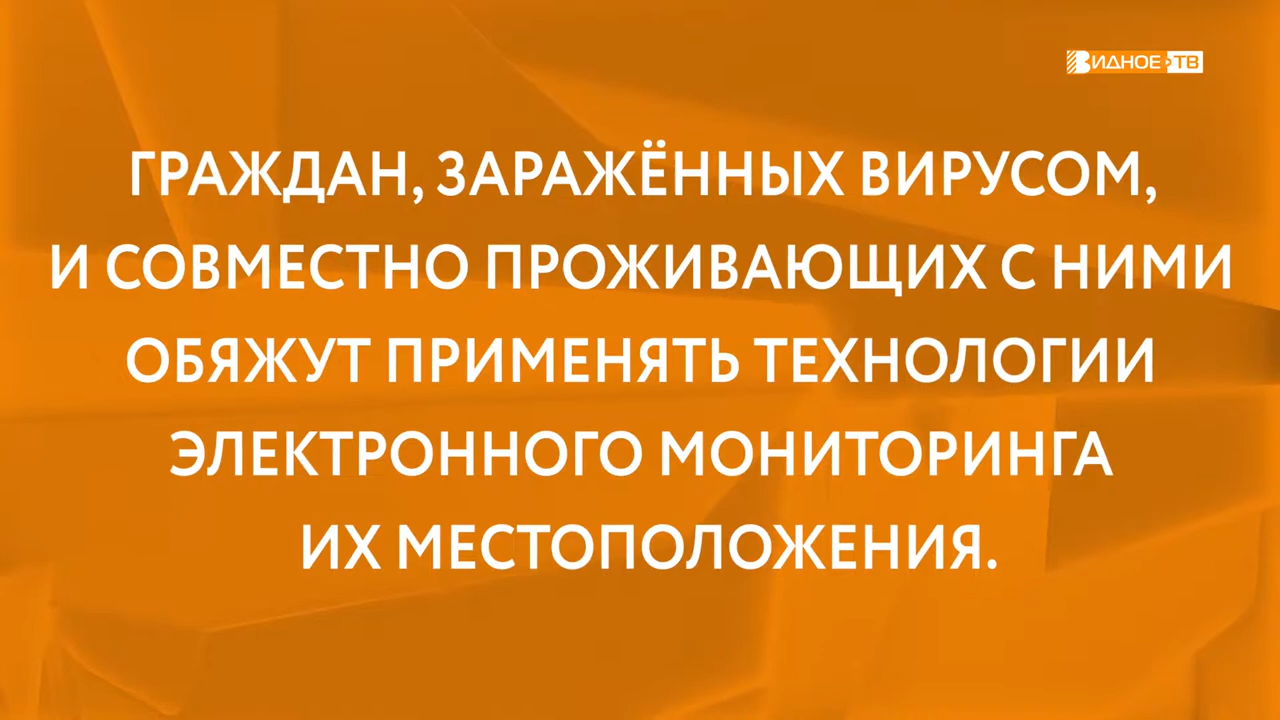 ВИДНОЕ ТВ
ГРАЖДАН, ЗАРАЖЁННЫХ ВИРУСОМ,
И СОВМЕСТНО ПРОЖИВАЮЩИХ С НИМИ
ОБЯЖУТ ПРИМЕНЯТЬ ТЕХНОЛОГИИ
ЭЛЕКТРОННОГО МОНИТОРИНГА
ИХ МЕСТОПОЛОЖЕНИЯ.